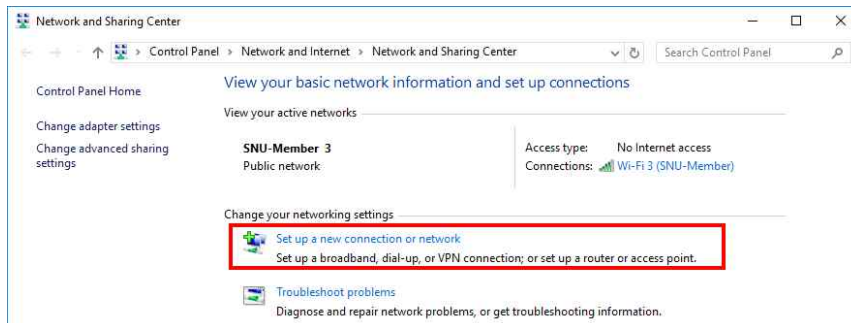 Network and Sharing Center
Control Panel > Network and Internet > Network and Sharing Center
Search Control Panel
Control Panel Home
Change adapter settings
Change advanced sharing
settings
View your basic network information and set up connections
View your active networks
SNU-Member 3
Public network
Access type: No Internet access
Connections: Wi-Fi 3 (SNU-Member)
Change your networking settings
Set up a new connection or network
Set up a broadband, dial-up, or VPN connection; or set up a router or access point.
Troubleshoot problems
Diagnose and repair network problems, or get troubleshooting information.